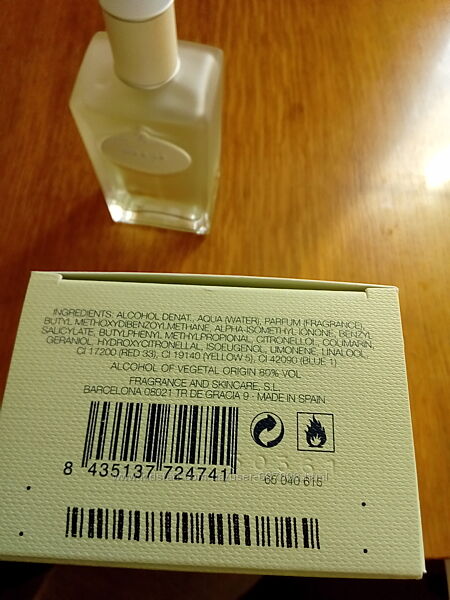 INGREDIENTS: ALCOHOL DENAT., AQUA (WATER), PARFUM (FRAGRANCE),
BUTYL METHOXYDIBENZOYLMETHANE, ALPHA-ISOMETHYL IONONE, BENZYL
SALICYLATE, BUTYLPHENYL METHYLPROPIONAL, CITRONELLOL, COUMARIN,
GERANIOL, HYDROXYCITRONELLAL, ISOEUGENOL, LIMONENE, LINALOOL,
CI 17200 (RED 33), CI 19140 (YELLOW 5), CI 42090 (BLUE 1)
ALCOHOL OF VEGETAL ORIGIN 80% VOL
FRAGRANCE AND SKINCARE, S.L.
BARCELONA 08021 TR DE GRACIA 9 - MADE IN SPAIN
8 435137 724741
65 040 615